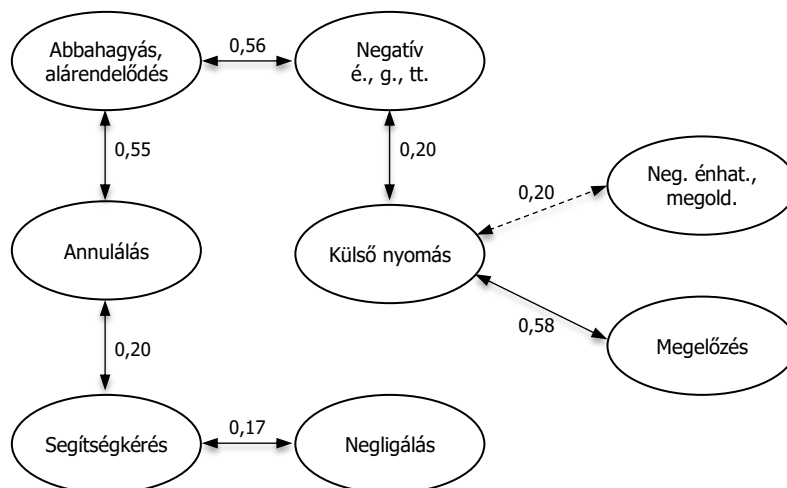 Abbahagyás,
alárendelődés
0,56
Negatív
é., g., tt.
0,55
0,20
Neg. énhat.,
megold.
0,20
Annulálás
Külső nyomás
0,58
Megelőzés
0,20
Segítségkérés
0,17
Negligálás